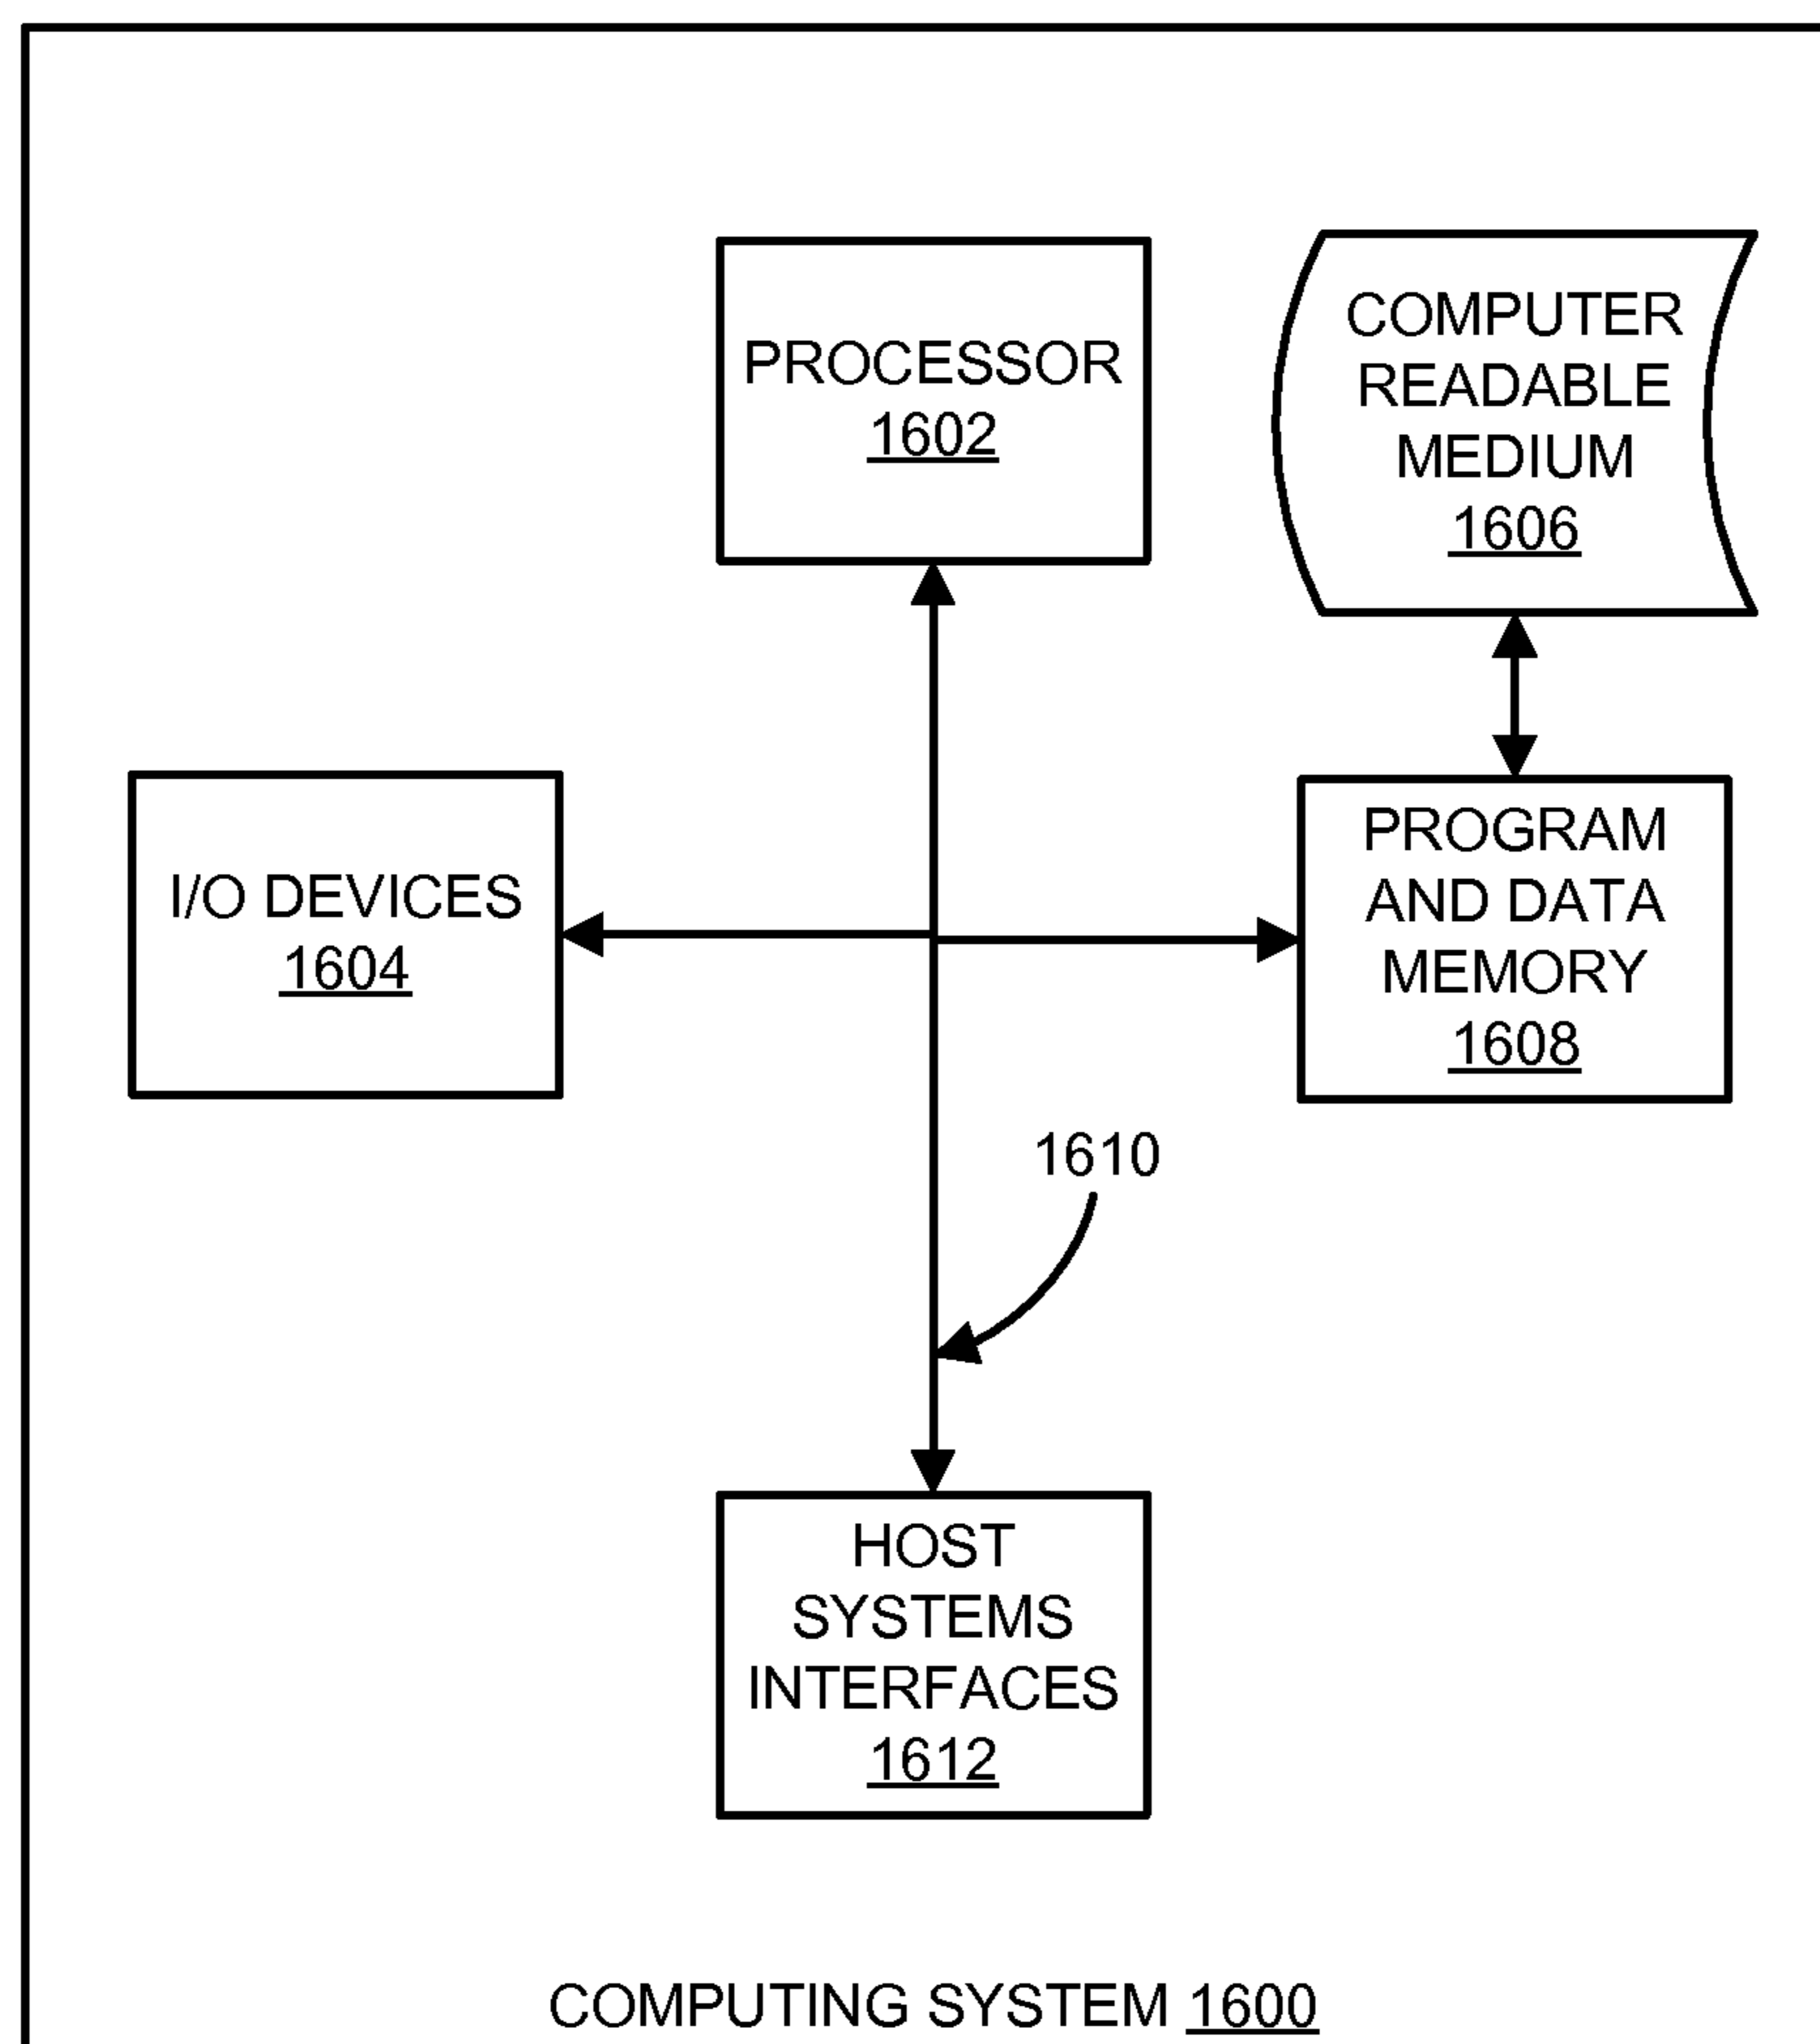 PROCESSOR
1602
COMPUTER
READABLE
MEDIUM
1606
I/O DEVICES
1604
PROGRAM
AND DATA
MEMORY
1608
1610
HOST
SYSTEMS
INTERFACES
1612
COMPUTING SYSTEM 1600